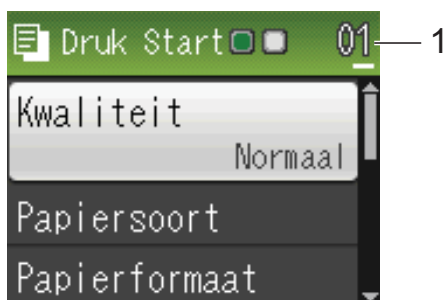 Druk Start 01 1
Kwaliteit
Normaal
Papiersoort
Papierformaat